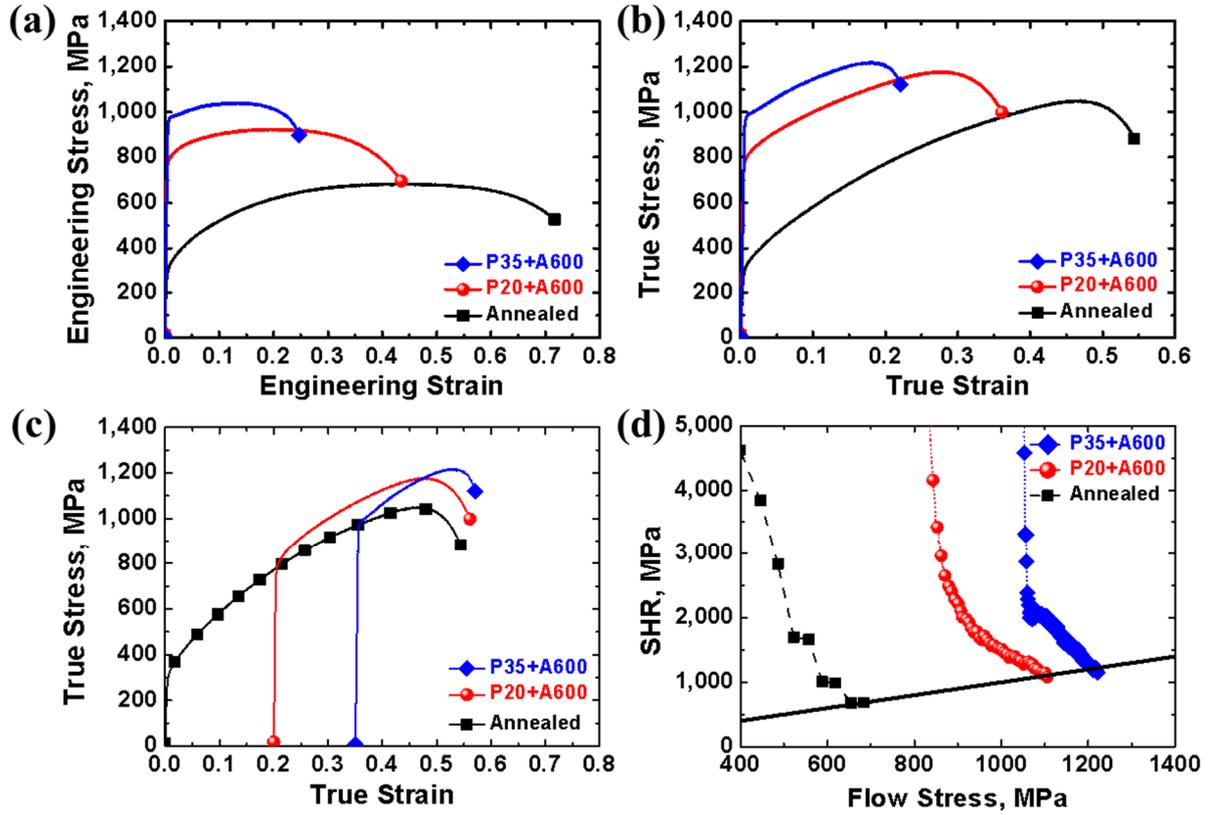 (a)
Engineering Stress, MPa
1,400
1,200
1,000
800
600
400
200
0
P35+A600
P20+A600
Annealed
0.0 0.1 0.2 0.3 0.4 0.5 0.6 0.7 0.8
Engineering Strain
(b)
True Stress, MPa
1,400
1,200
1,000
800
600
400
200
0
P35+A600
P20+A600
Annealed
0.0 0.1 0.2 0.3 0.4 0.5 0.6
True Strain
(c)
True Stress, MPa
1,400
1,200
1,000
800
600
400
200
0
P35+A600
P20+A600
Annealed
0.0 0.1 0.2 0.3 0.4 0.5 0.6 0.7 0.8
True Strain
(d)
SHR, MPa
5,000
4,000
3,000
2,000
1,000
0
P35+A600
P20+A600
Annealed
400 600 800 1000 1200 1400
Flow Stress, MPa